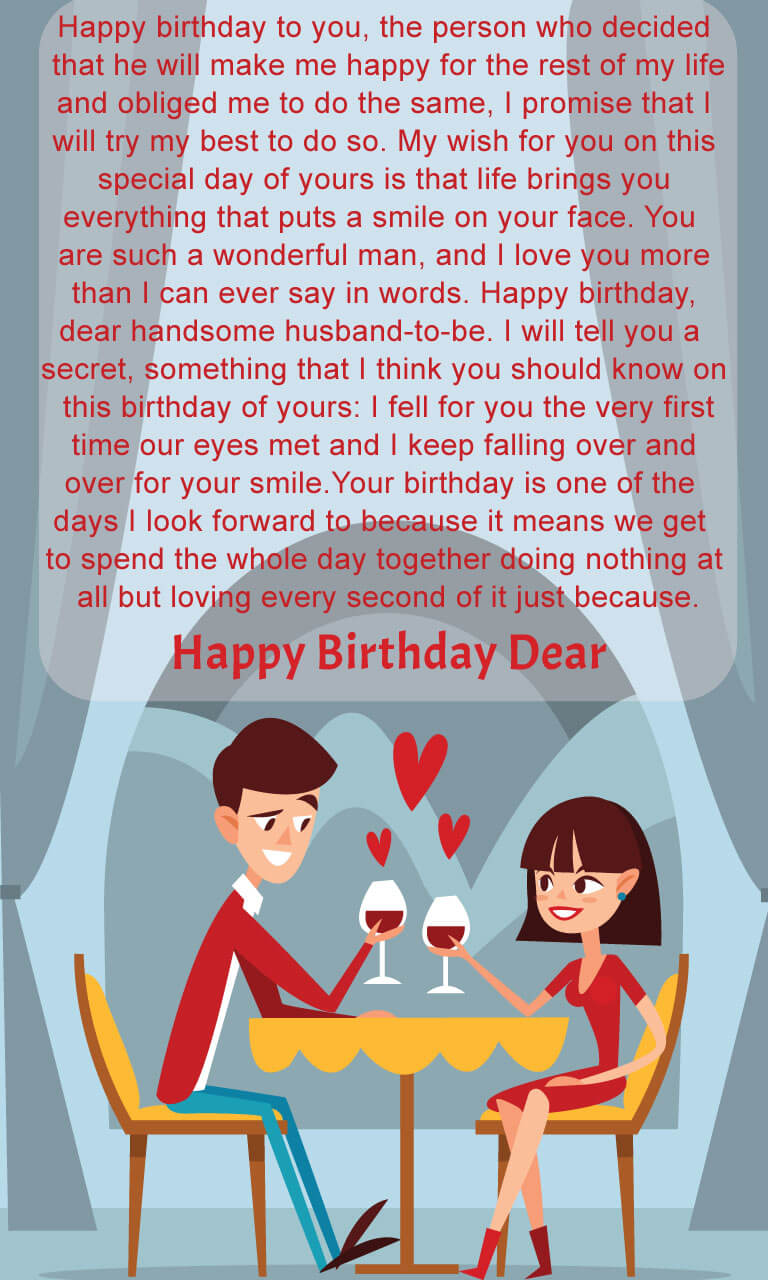 Happy birthday to you, the person who decided
that he will make me happy for the rest of my life
and obliged me to do the same, I promise that I
will try my best to do so. My wish for you on this
special day of yours is that life brings you
everything that puts a smile on your face. You
are such a wonderful man, and I love you more
than I can ever say in words. Happy birthday,
dear handsome husband-to-be. I will tell you a
secret, something that I think you should know on
this birthday of yours: I fell for you the very first
time our eyes met and I keep falling over and
over for your smile.Your birthday is one of the
days I look forward to because it means we get
to spend the whole day together doing nothing at
all but loving every second of it just because.
Happy Birthday Dear